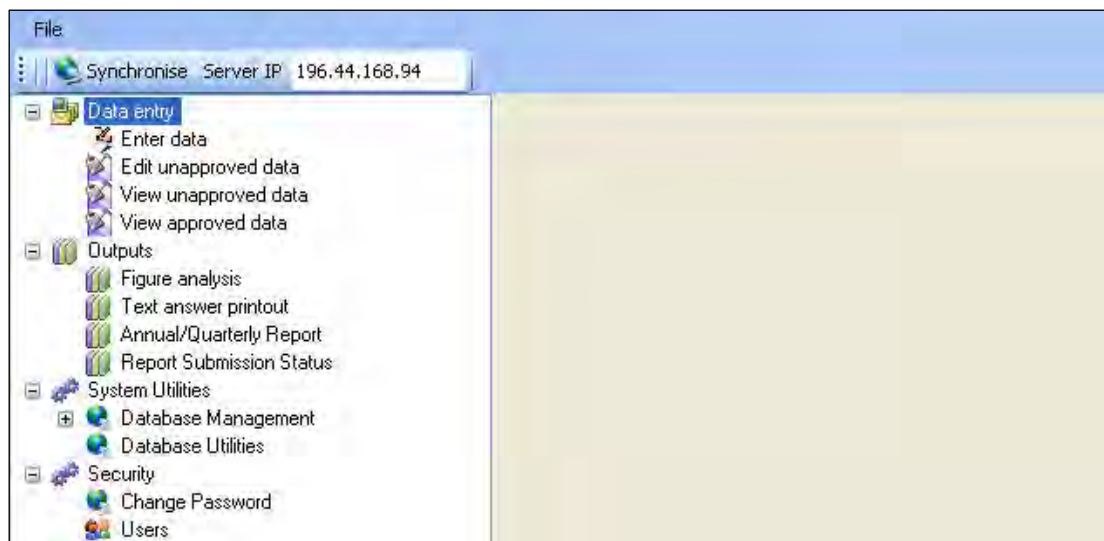 File
Synchronise Server IP 196.44.168.94
Data entry
Enter data
Edit unapproved data
View unapproved data
View approved data
Outputs
Figure analysis
Text answer printout
Annual/Quarterly Report
Report Submission Status
System Utilities
Database Management
Database Utilities
Security
Change Password
Users